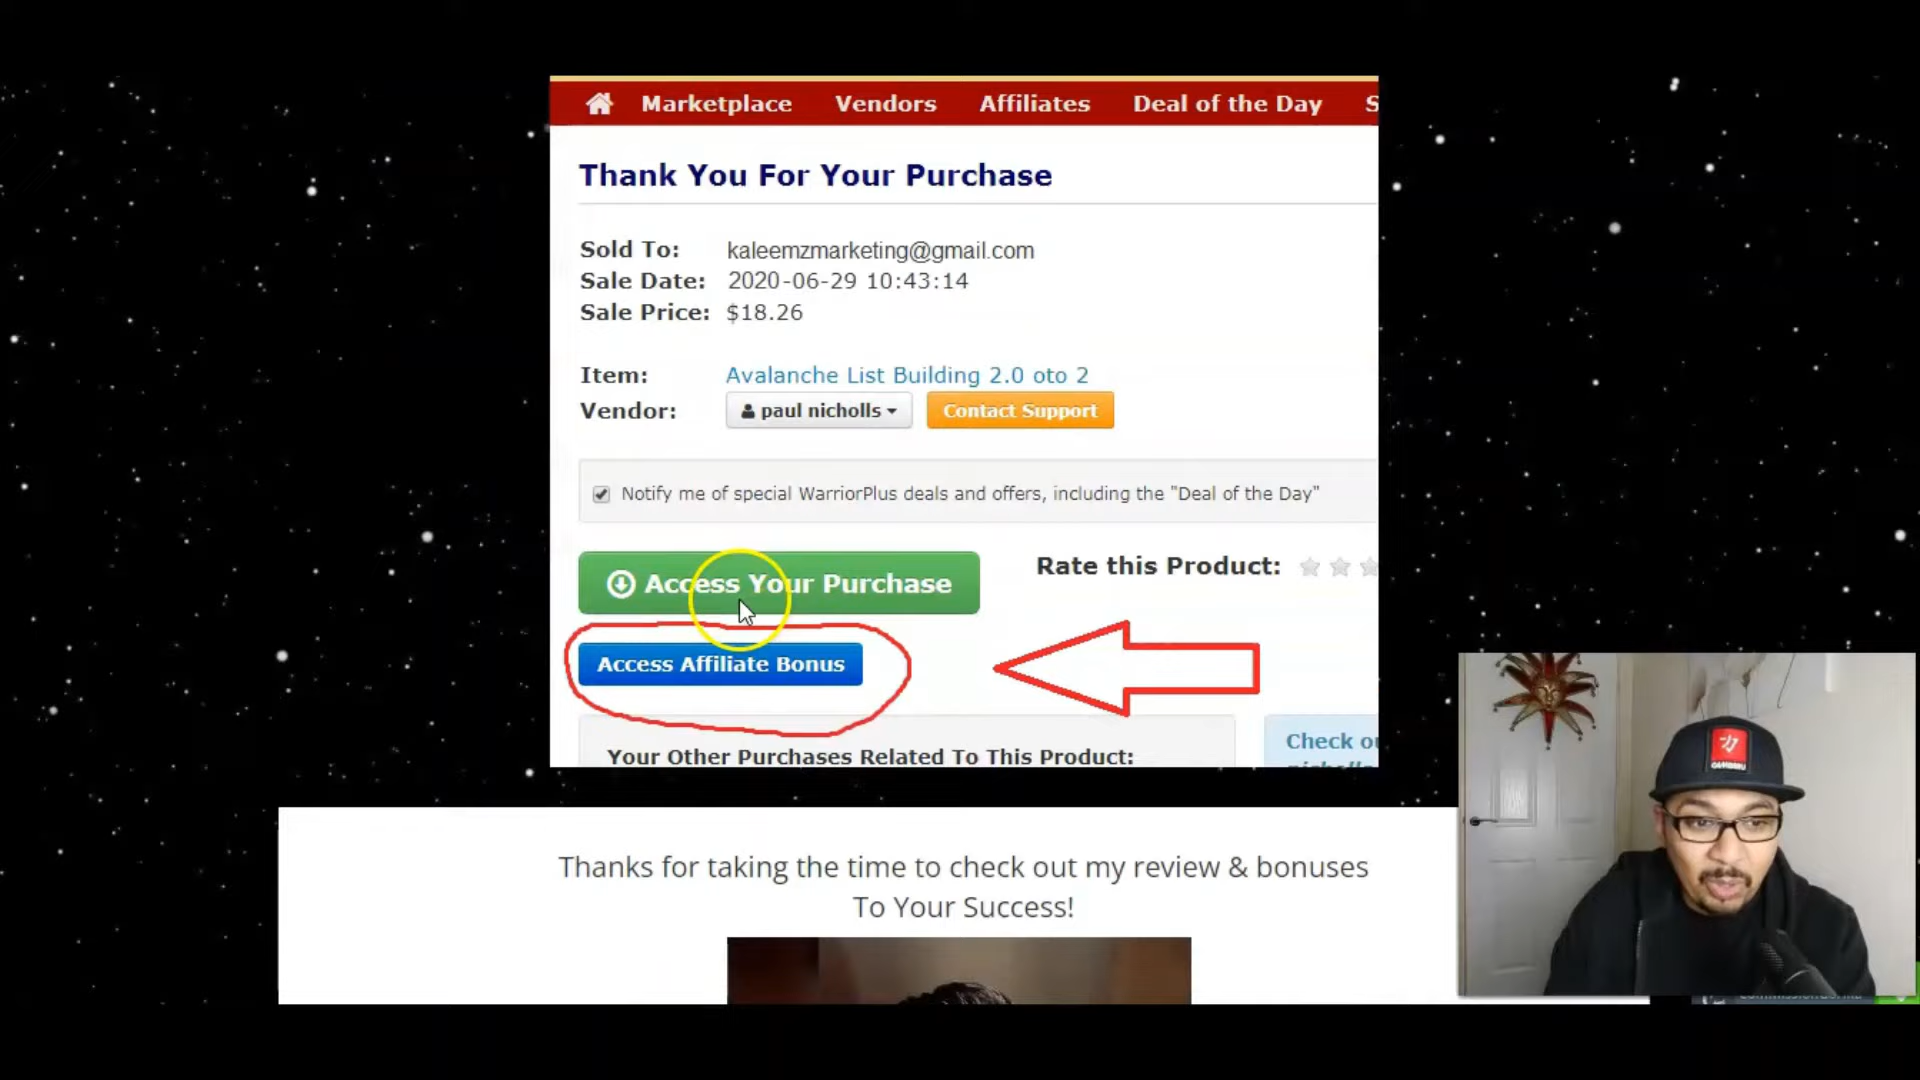 Marketplace Vendors Affiliates Deal of the Day S
Thank You For Your Purchase
Sold To: kaleemzmarketing@gmail.com
Sale Date: 2020-06-29 10:43:14
Sale Price: $18.26
Item: Avalanche List Building 2.0 oto 2
Vendor: paul nicholls Contact Support
Notify me of special WarriorPlus deals and offers, including the "Deal of the Day"
Access Your Purchase Rate this Product:
Access Affiliate Bonus
Your Other Purchases Related To This Product:
Check ou
Thanks for taking the time to check out my review & bonuses
To Your Success!